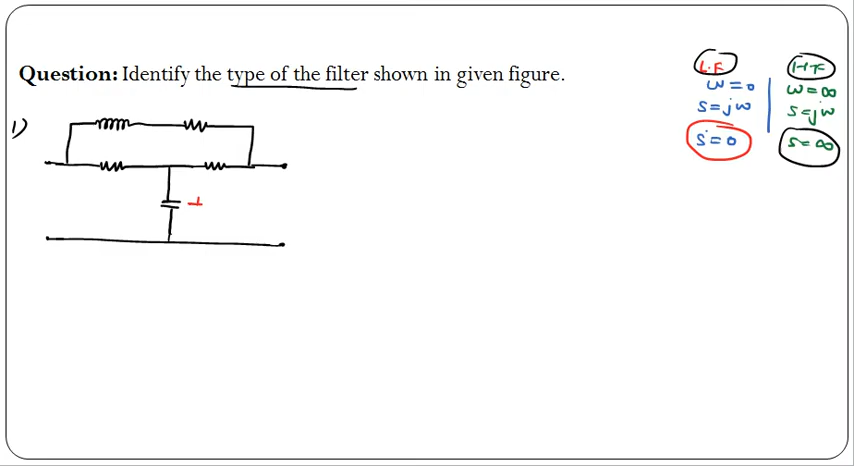 Question: Identify the type of the filter shown in given figure.
L.F
ω = 0
s = jω
s = 0
H.F
ω = ∞
s = jω
s = ∞
1)